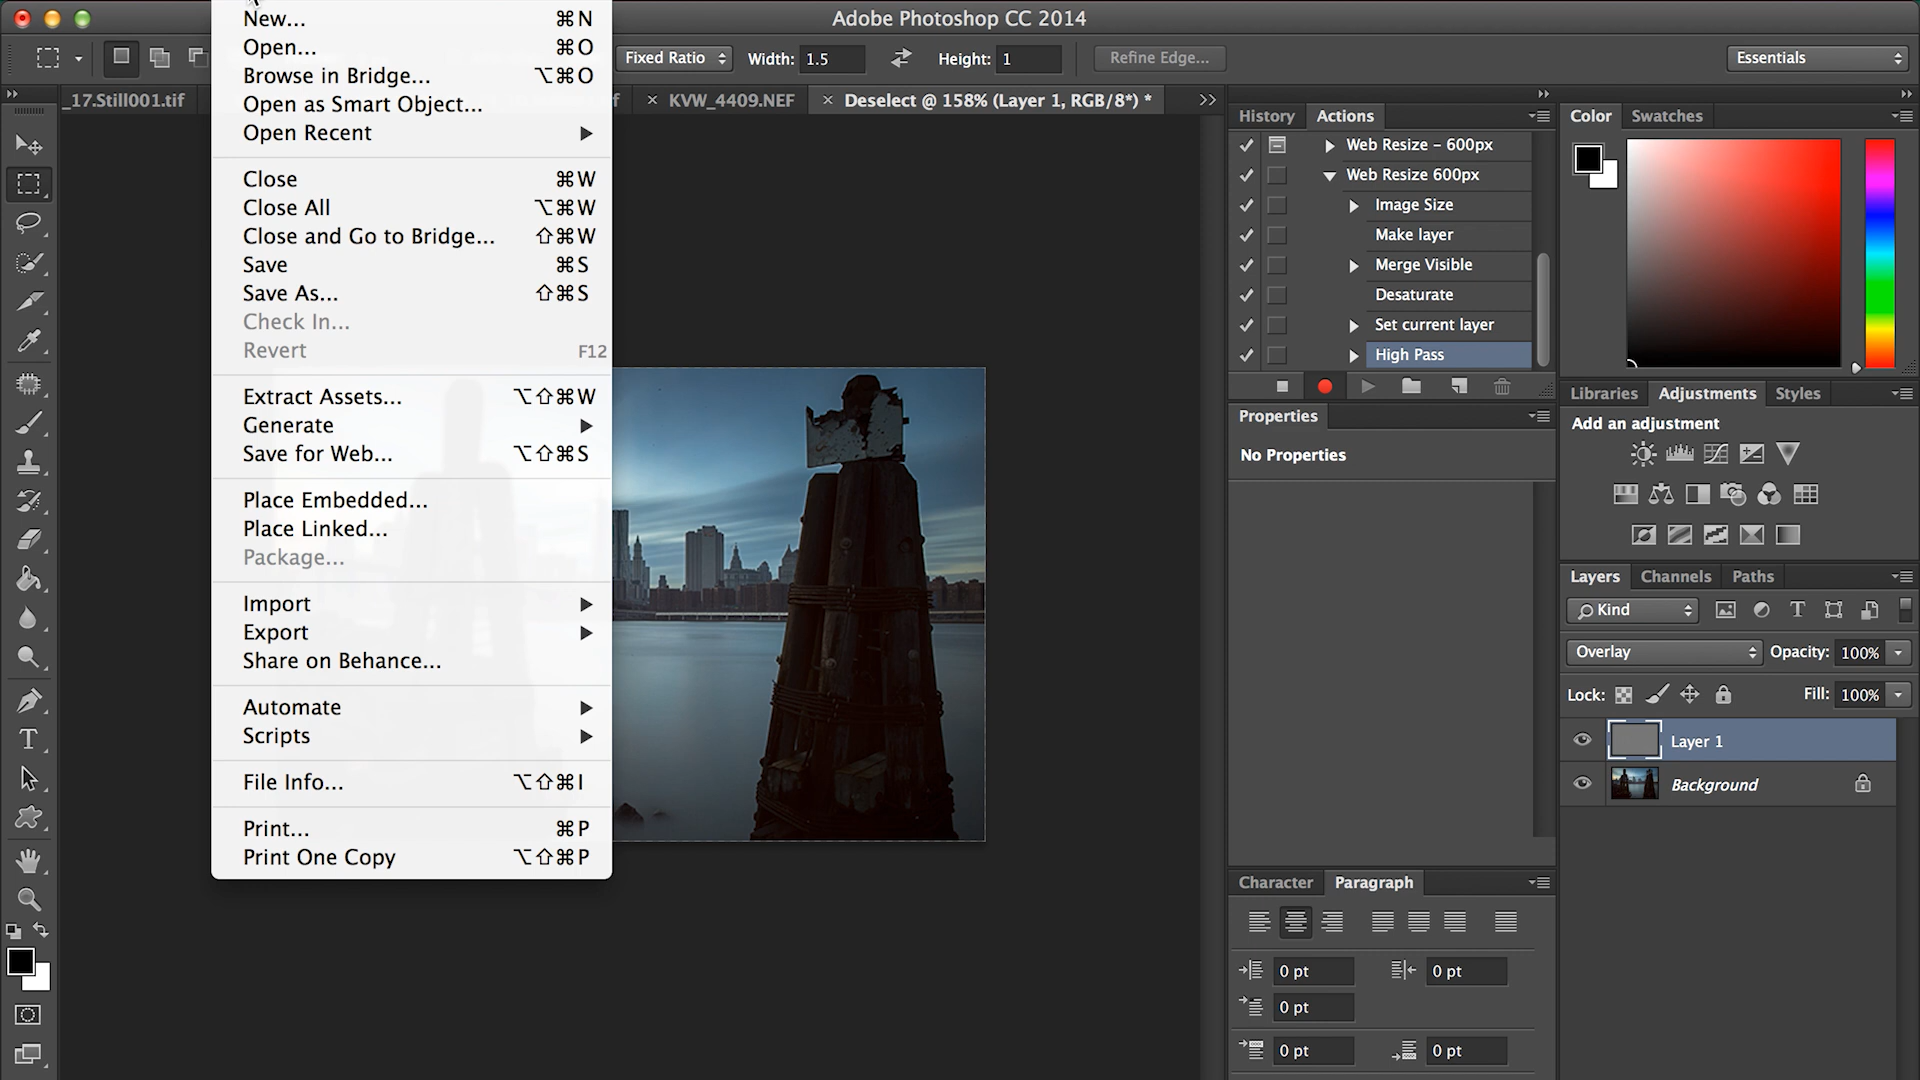 Adobe Photoshop CC 2014
New... ⌘N
Open... ⌘O
Browse in Bridge... ⌥⌘O
Open as Smart Object...
Open Recent
Close ⌘W
Close All ⌥⌘W
Close and Go to Bridge... ⇧⌘W
Save ⌘S
Save As... ⇧⌘S
Check In...
Revert F12
Extract Assets... ⌥⇧⌘W
Generate
Save for Web... ⌥⇧⌘S
Place Embedded...
Place Linked...
Package...
Import
Export
Share on Behance...
Automate
Scripts
File Info... ⌥⇧⌘I
Print... ⌘P
Print One Copy ⌥⇧⌘P
Fixed Ratio Width: 1.5 Height: 1 Refine Edge... Essentials
_17.Still001.tif × KVW_4409.NEF × Deselect @ 158% (Layer 1, RGB/8*) *
History Actions
Web Resize – 600px
Web Resize 600px
Image Size
Make layer
Merge Visible
Desaturate
Set current layer
High Pass
Properties
No Properties
Character Paragraph
0 pt 0 pt
0 pt
0 pt 0 pt
Color Swatches
Libraries Adjustments Styles
Add an adjustment
Layers Channels Paths
Kind
Overlay Opacity: 100%
Lock: Fill: 100%
Layer 1
Background